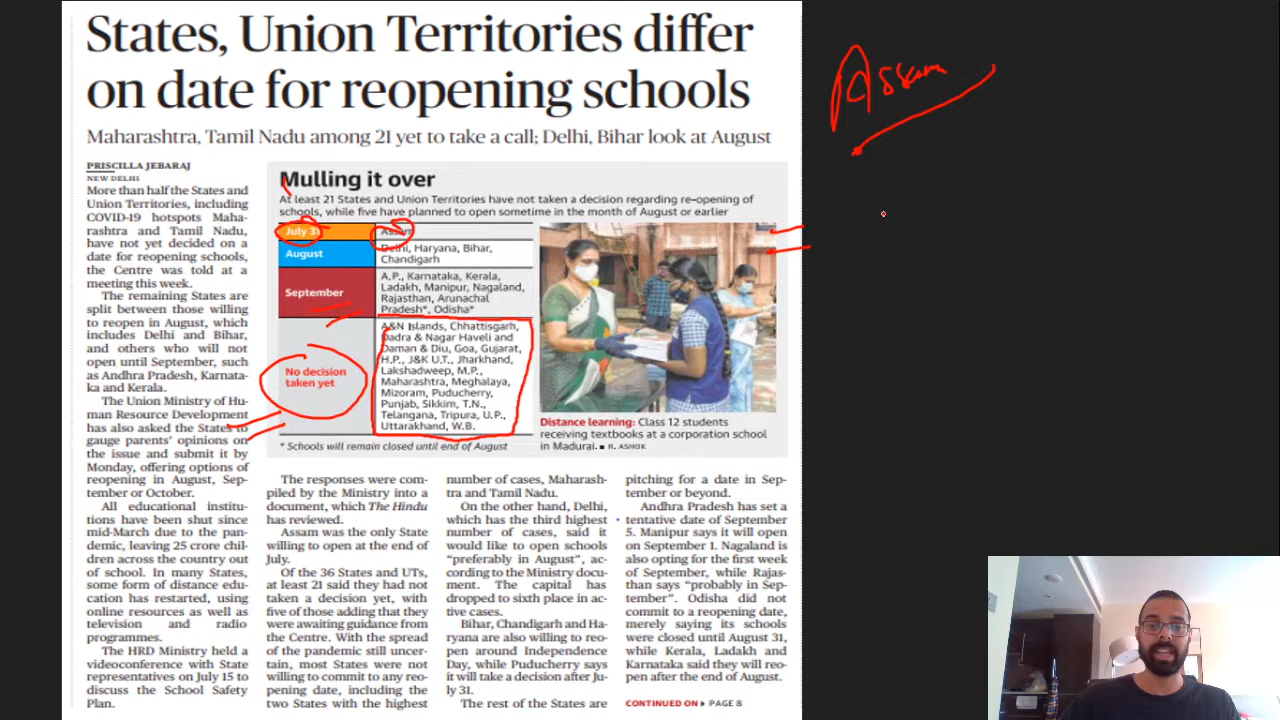 States, Union Territories differ
on date for reopening schools
Maharashtra, Tamil Nadu among 21 yet to take a call; Delhi, Bihar look at August
PRISCILLA JEBARAJ
NEW DELHI
More than half the States and
Union Territories, including
COVID-19 hotspots Maha-
rashtra and Tamil Nadu,
have not yet decided on a
date for reopening schools,
the Centre was told at a
meeting this week.
The remaining States are
split between those willing
to reopen in August, which
includes Delhi and Bihar,
and others who will not
open until September, such
as Andhra Pradesh, Karnata-
ka and Kerala.
The Union Ministry of Hu-
man Resource Development
has also asked the States to
gauge parents' opinions on
the issue and submit it by
Monday, offering options of
reopening in August, Sep-
tember or October.
All educational institu-
tions have been shut since
mid-March due to the pan-
demic, leaving 25 crore chil-
dren across the country out
of school. In many States,
some form of distance edu-
cation has restarted, using
online resources as well as
television and radio
programmes.
The HRD Ministry held a
videoconference with State
representatives on July 15 to
discuss the School Safety
Plan.
Mulling it over
At least 21 States and Union Territories have not taken a decision regarding re-opening of
schools, while five have planned to open sometime in the month of August or earlier
July 31
Assam
August
Delhi, Haryana, Bihar,
Chandigarh
September
A.P., Karnataka, Kerala,
Ladakh, Manipur, Nagaland,
Rajasthan, Arunachal
Pradesh*, Odisha*
No decision
taken yet
A&N Islands, Chhattisgarh,
Dadra & Nagar Haveli and
Daman & Diu, Goa, Gujarat,
H.P., J&K U.T., Jharkhand,
Lakshadweep, M.P.,
Maharashtra, Meghalaya,
Mizoram, Puducherry,
Punjab, Sikkim, T.N.,
Telangana, Tripura, U.P.,
Uttarakhand, W.B.
* Schools will remain closed until end of August
Distance learning: Class 12 students
receiving textbooks at a corporation school
in Madurai. ■ R. ASHOK
The responses were com-
piled by the Ministry into a
document, which The Hindu
has reviewed.
Assam was the only State
willing to open at the end of
July.
Of the 36 States and UTs,
at least 21 said they had not
taken a decision yet, with
five of those adding that they
were awaiting guidance from
the Centre. With the spread
of the pandemic still uncer-
tain, most States were not
willing to commit to any reo-
pening date, including the
two States with the highest
number of cases, Maharash-
tra and Tamil Nadu.
On the other hand, Delhi,
which has the third highest
number of cases, said it
would like to open schools
"preferably in August", ac-
cording to the Ministry docu-
ment. The capital has
dropped to sixth place in ac-
tive cases.
Bihar, Chandigarh and Ha-
ryana are also willing to reo-
pen around Independence
Day, while Puducherry says
it will take a decision after Ju-
ly 31.
The rest of the States are
pitching for a date in Sep-
tember or beyond.
Andhra Pradesh has set a
tentative date of September
5. Manipur says it will open
on September 1. Nagaland is
also opting for the first week
of September, while Rajas-
than says "probably in Sep-
tember". Odisha did not
commit to a reopening date,
merely saying its schools
were closed until August 31,
while Kerala, Ladakh and
Karnataka said they will reo-
pen after the end of August.
CONTINUED ON ▸ PAGE 8
Assam